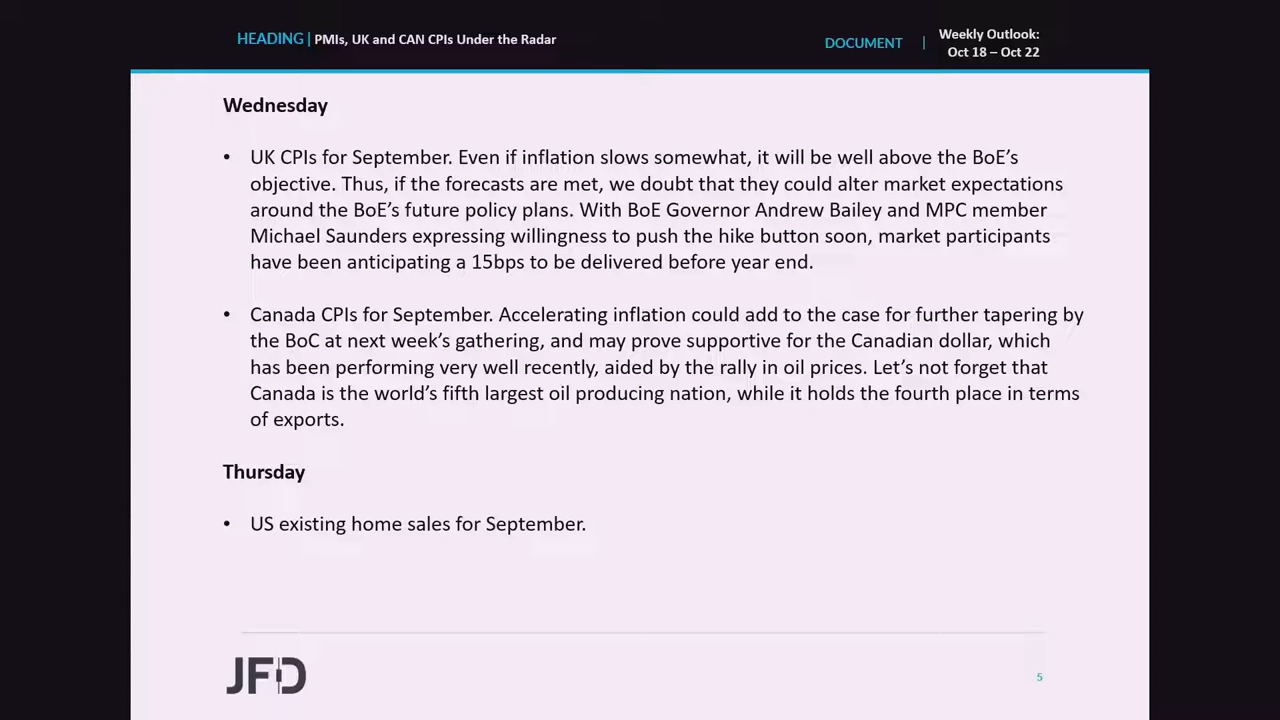 HEADING | PMIs, UK and CAN CPIs Under the Radar
DOCUMENT | Weekly Outlook:
Oct 18 – Oct 22
Wednesday
• UK CPIs for September. Even if inflation slows somewhat, it will be well above the BoE’s
objective. Thus, if the forecasts are met, we doubt that they could alter market expectations
around the BoE’s future policy plans. With BoE Governor Andrew Bailey and MPC member
Michael Saunders expressing willingness to push the hike button soon, market participants
have been anticipating a 15bps to be delivered before year end.
• Canada CPIs for September. Accelerating inflation could add to the case for further tapering by
the BoC at next week’s gathering, and may prove supportive for the Canadian dollar, which
has been performing very well recently, aided by the rally in oil prices. Let’s not forget that
Canada is the world’s fifth largest oil producing nation, while it holds the fourth place in terms
of exports.
Thursday
• US existing home sales for September.
JFD
5